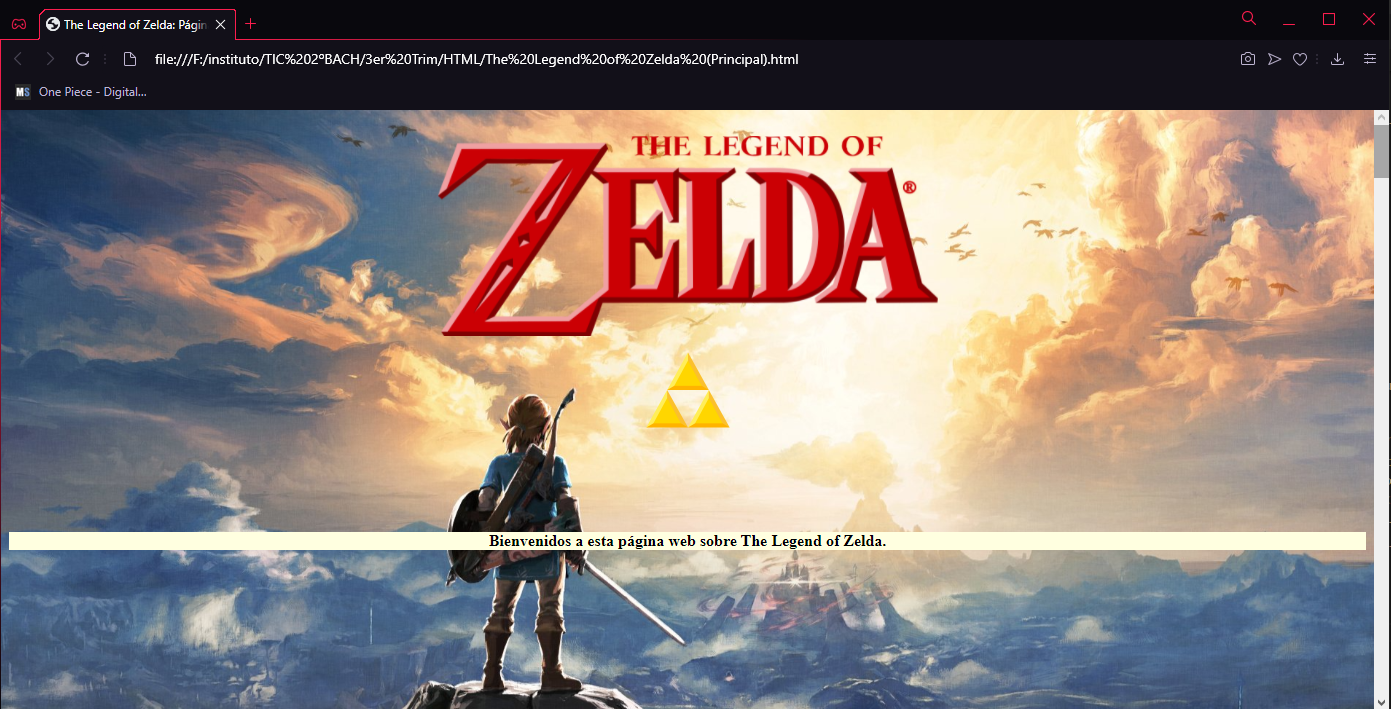 The Legend of Zelda: Págin
file:///F:/instituto/TIC%202ºBACH/3er%20Trim/HTML/The%20Legend%20of%20Zelda%20(Principal).html
MS One Piece - Digital...
THE LEGEND OF
ZELDA®
Bienvenidos a esta página web sobre The Legend of Zelda.